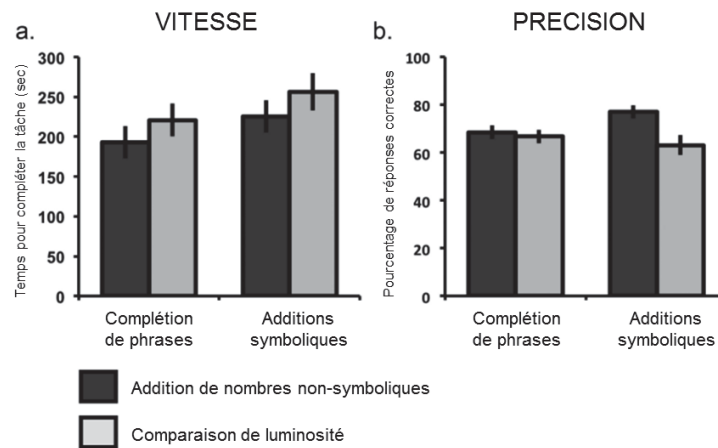 a. VITESSE
Temps pour compléter la tâche (sec)
300
250
200
150
100
50
0
Complétion
de phrases
Additions
symboliques
b. PRECISION
Pourcentage de réponses correctes
100
80
60
40
20
0
Complétion
de phrases
Additions
symboliques
Addition de nombres non-symboliques
Comparaison de luminosité